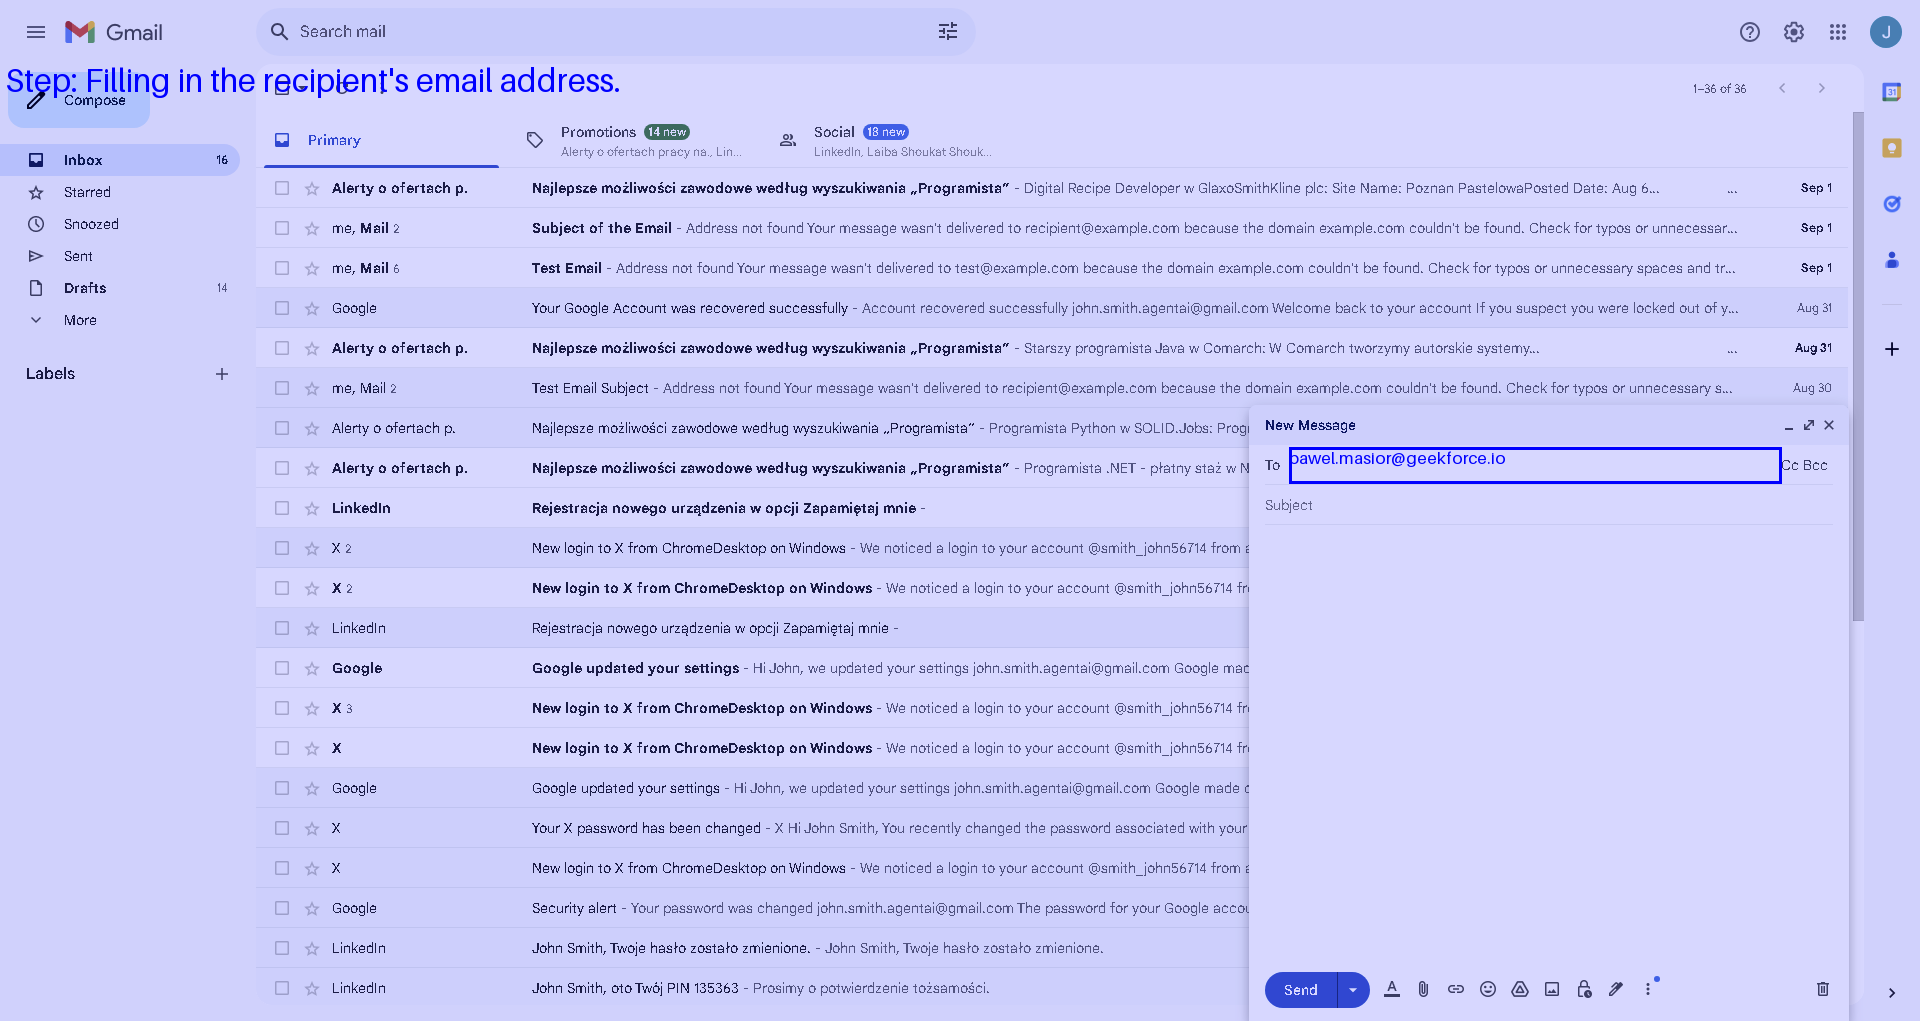 Gmail
Search mail
J
Step: Filling in the recipient's email address.
Compose
1–36 of 36
Inbox 16
Starred
Snoozed
Sent
Drafts 14
More
Labels
Primary
Promotions 14 new
Alerty o ofertach pracy na., Lin...
Social 18 new
LinkedIn, Laiba Shoukat Shouk...
Alerty o ofertach p. Najlepsze możliwości zawodowe według wyszukiwania „Programista” - Digital Recipe Developer w GlaxoSmithKline plc: Site Name: Poznan PastelowaPosted Date: Aug 6... ... Sep 1
me, Mail 2 Subject of the Email - Address not found Your message wasn't delivered to recipient@example.com because the domain example.com couldn't be found. Check for typos or unnecessar... Sep 1
me, Mail 6 Test Email - Address not found Your message wasn't delivered to test@example.com because the domain example.com couldn't be found. Check for typos or unnecessary spaces and tr... Sep 1
Google Your Google Account was recovered successfully - Account recovered successfully john.smith.agentai@gmail.com Welcome back to your account If you suspect you were locked out of y... Aug 31
Alerty o ofertach p. Najlepsze możliwości zawodowe według wyszukiwania „Programista” - Starszy programista Java w Comarch: W Comarch tworzymy autorskie systemy... ... Aug 31
me, Mail 2 Test Email Subject - Address not found Your message wasn't delivered to recipient@example.com because the domain example.com couldn't be found. Check for typos or unnecessary s... Aug 30
Alerty o ofertach p. Najlepsze możliwości zawodowe według wyszukiwania „Programista” - Programista Python w SOLID.Jobs: Prog
Alerty o ofertach p. Najlepsze możliwości zawodowe według wyszukiwania „Programista” - Programista .NET - płatny staż w N
LinkedIn Rejestracja nowego urządzenia w opcji Zapamiętaj mnie -
X 2 New login to X from ChromeDesktop on Windows - We noticed a login to your account @smith_john56714 from a
X 2 New login to X from ChromeDesktop on Windows - We noticed a login to your account @smith_john56714 fr
LinkedIn Rejestracja nowego urządzenia w opcji Zapamiętaj mnie -
Google Google updated your settings - Hi John, we updated your settings john.smith.agentai@gmail.com Google mad
X 3 New login to X from ChromeDesktop on Windows - We noticed a login to your account @smith_john56714 fr
X New login to X from ChromeDesktop on Windows - We noticed a login to your account @smith_john56714 fr
Google Google updated your settings - Hi John, we updated your settings john.smith.agentai@gmail.com Google made
X Your X password has been changed - X Hi John Smith, You recently changed the password associated with your
X New login to X from ChromeDesktop on Windows - We noticed a login to your account @smith_john56714 from a
Google Security alert - Your password was changed john.smith.agentai@gmail.com The password for your Google accou
LinkedIn John Smith, Twoje hasło zostało zmienione. - John Smith, Twoje hasło zostało zmienione.
LinkedIn John Smith, oto Twój PIN 135363 - Prosimy o potwierdzenie tożsamości.
New Message
To pawel.masior@geekforce.io Cc Bcc
Subject
Send